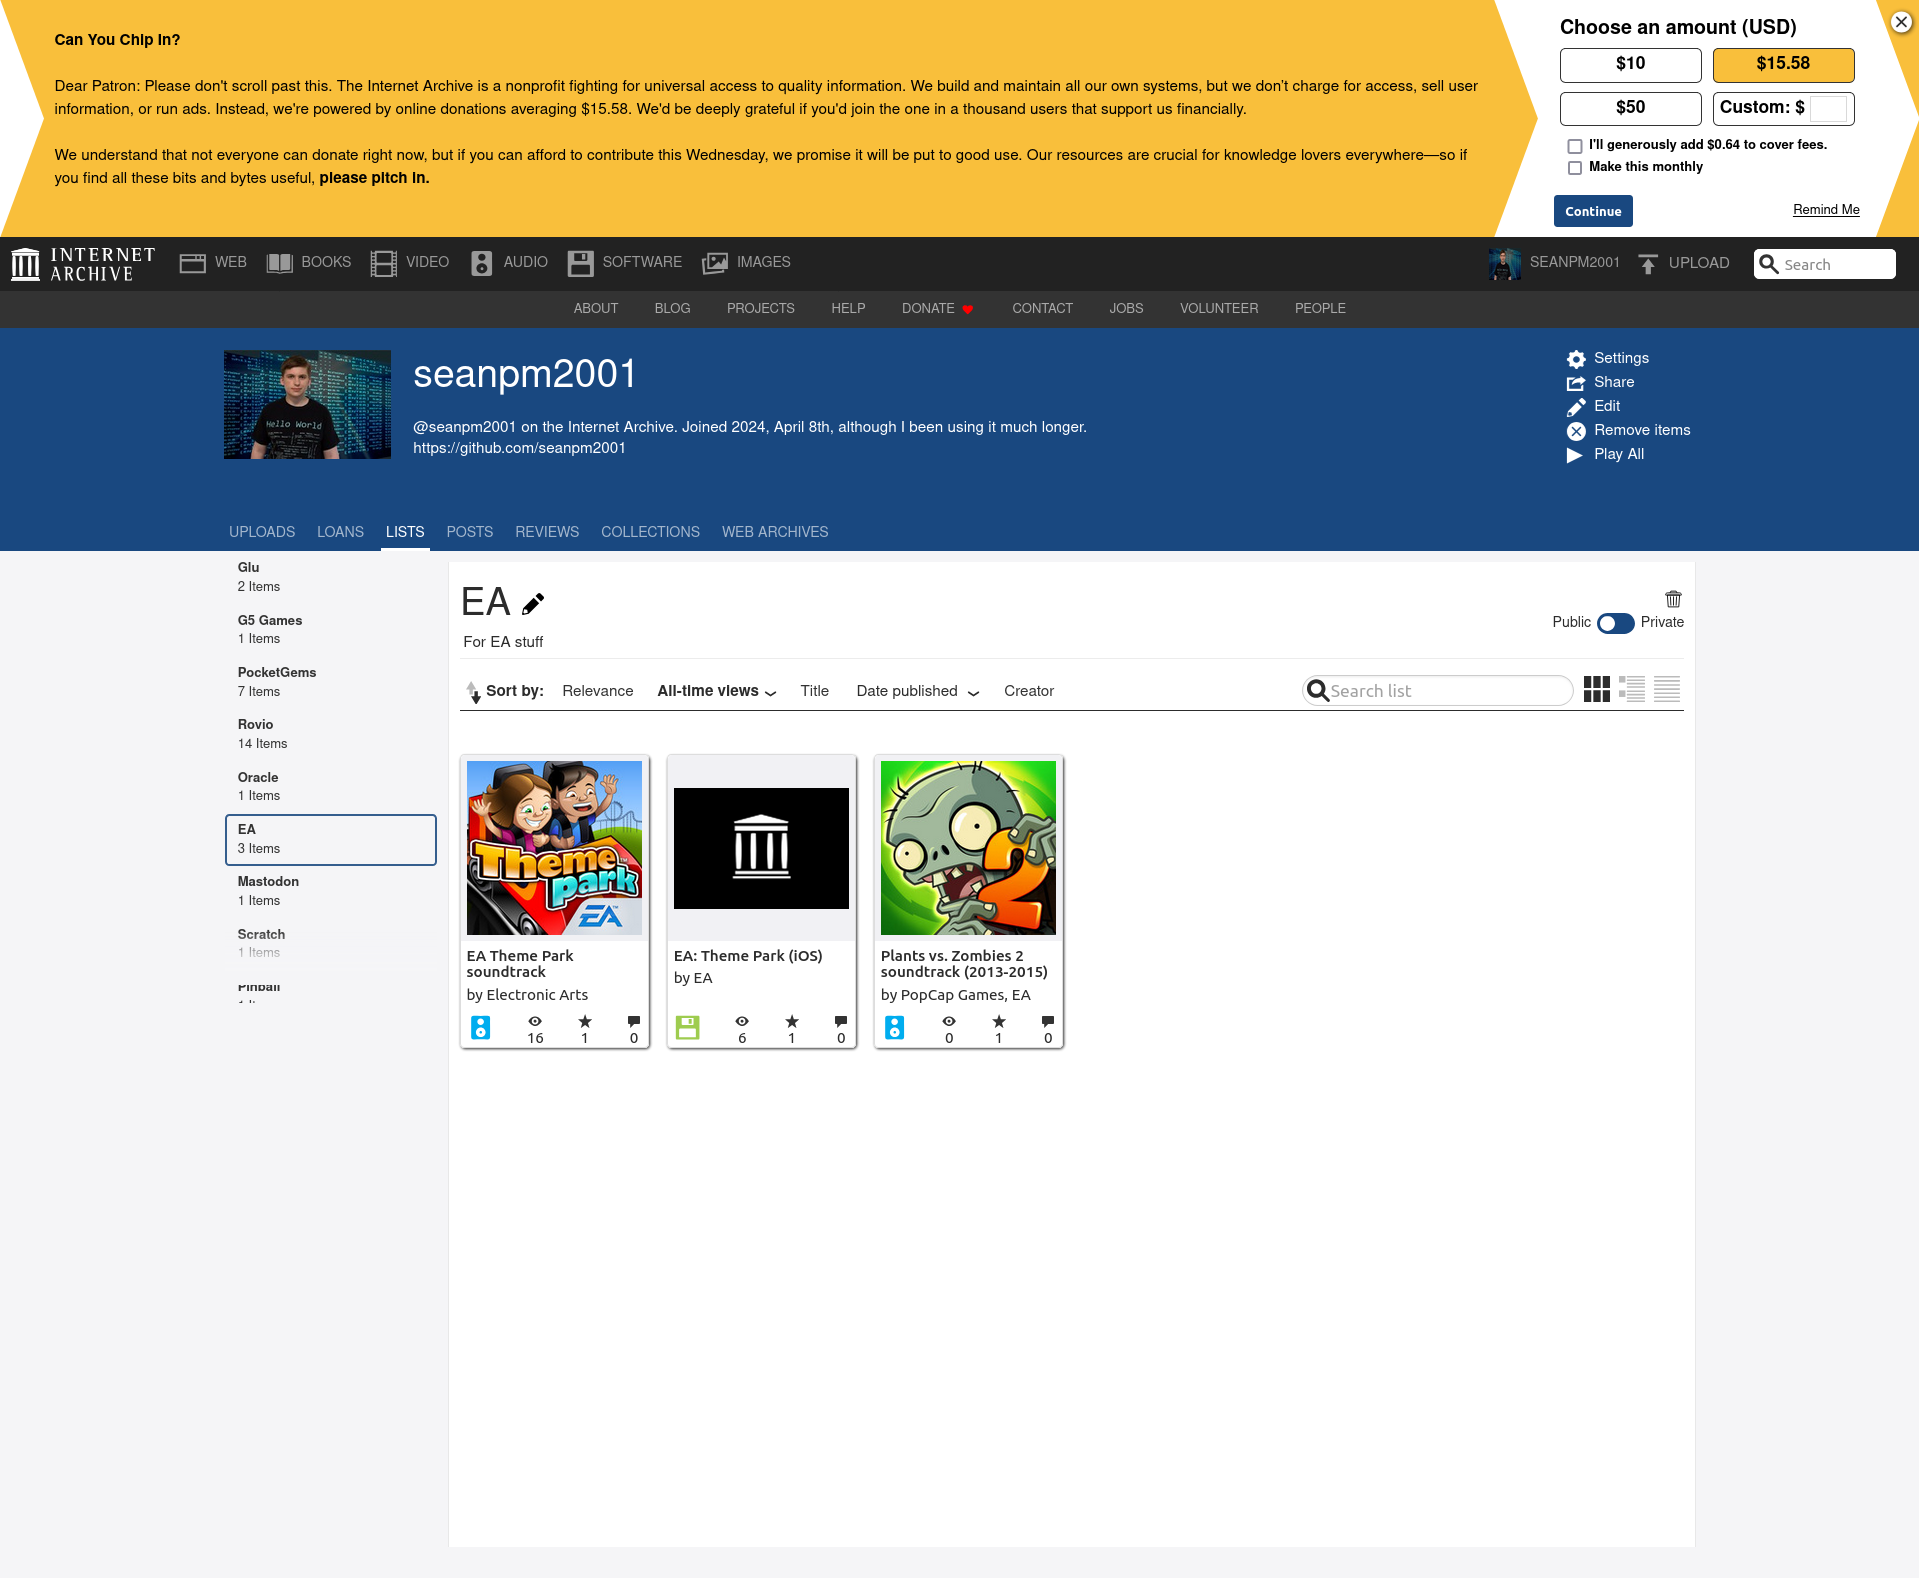 Can You Chip In?
Dear Patron: Please don't scroll past this. The Internet Archive is a nonprofit fighting for universal access to quality information. We build and maintain all our own systems, but we don’t charge for access, sell user
information, or run ads. Instead, we're powered by online donations averaging $15.58. We'd be deeply grateful if you'd join the one in a thousand users that support us financially.
We understand that not everyone can donate right now, but if you can afford to contribute this Wednesday, we promise it will be put to good use. Our resources are crucial for knowledge lovers everywhere—so if
you find all these bits and bytes useful, please pitch in.
Choose an amount (USD)
$10
$15.58
$50
Custom: $
I'll generously add $0.64 to cover fees.
Make this monthly
Continue
Remind Me
INTERNET
ARCHIVE
WEB
BOOKS
VIDEO
AUDIO
SOFTWARE
IMAGES
SEANPM2001
UPLOAD
Search
ABOUT
BLOG
PROJECTS
HELP
DONATE
CONTACT
JOBS
VOLUNTEER
PEOPLE
Hello World
seanpm2001
@seanpm2001 on the Internet Archive. Joined 2024, April 8th, although I been using it much longer.
https://github.com/seanpm2001
Settings
Share
Edit
Remove items
Play All
UPLOADS
LOANS
LISTS
POSTS
REVIEWS
COLLECTIONS
WEB ARCHIVES
Glu
2 Items
G5 Games
1 Items
PocketGems
7 Items
Rovio
14 Items
Oracle
1 Items
EA
3 Items
Mastodon
1 Items
Scratch
1 Items
Pinball
EA
For EA stuff
Public
Private
Sort by:
Relevance
All-time views
Title
Date published
Creator
Search list
Theme
park
EA
EA Theme Park
soundtrack
by Electronic Arts
16
1
0
EA: Theme Park (iOS)
by EA
6
1
0
2
Plants vs. Zombies 2
soundtrack (2013-2015)
by PopCap Games, EA
0
1
0